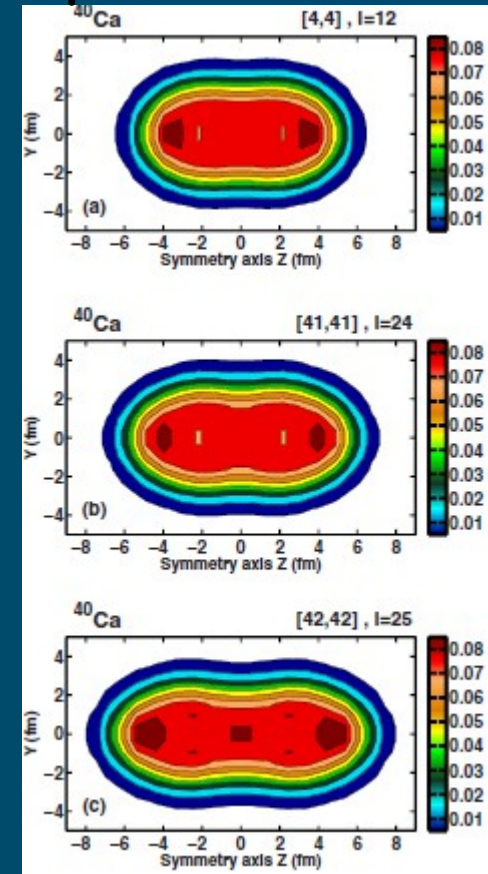 40Ca [4,4] , I=12
0.08
0.07
0.06
0.05
0.04
0.03
0.02
0.01
Y (fm)
4
2
0
−2
−4
(a)
−8 −6 −4 −2 0 2 4 6 8
Symmetry axis Z (fm)
40Ca [41,41] , I=24
0.08
0.07
0.06
0.05
0.04
0.03
0.02
0.01
Y (fm)
4
2
0
−2
−4
(b)
−8 −6 −4 −2 0 2 4 6 8
Symmetry axis Z (fm)
40Ca [42,42] , I=25
0.08
0.07
0.06
0.05
0.04
0.03
0.02
0.01
Y (fm)
4
2
0
−2
−4
(c)
−8 −6 −4 −2 0 2 4 6 8
Symmetry axis Z (fm)